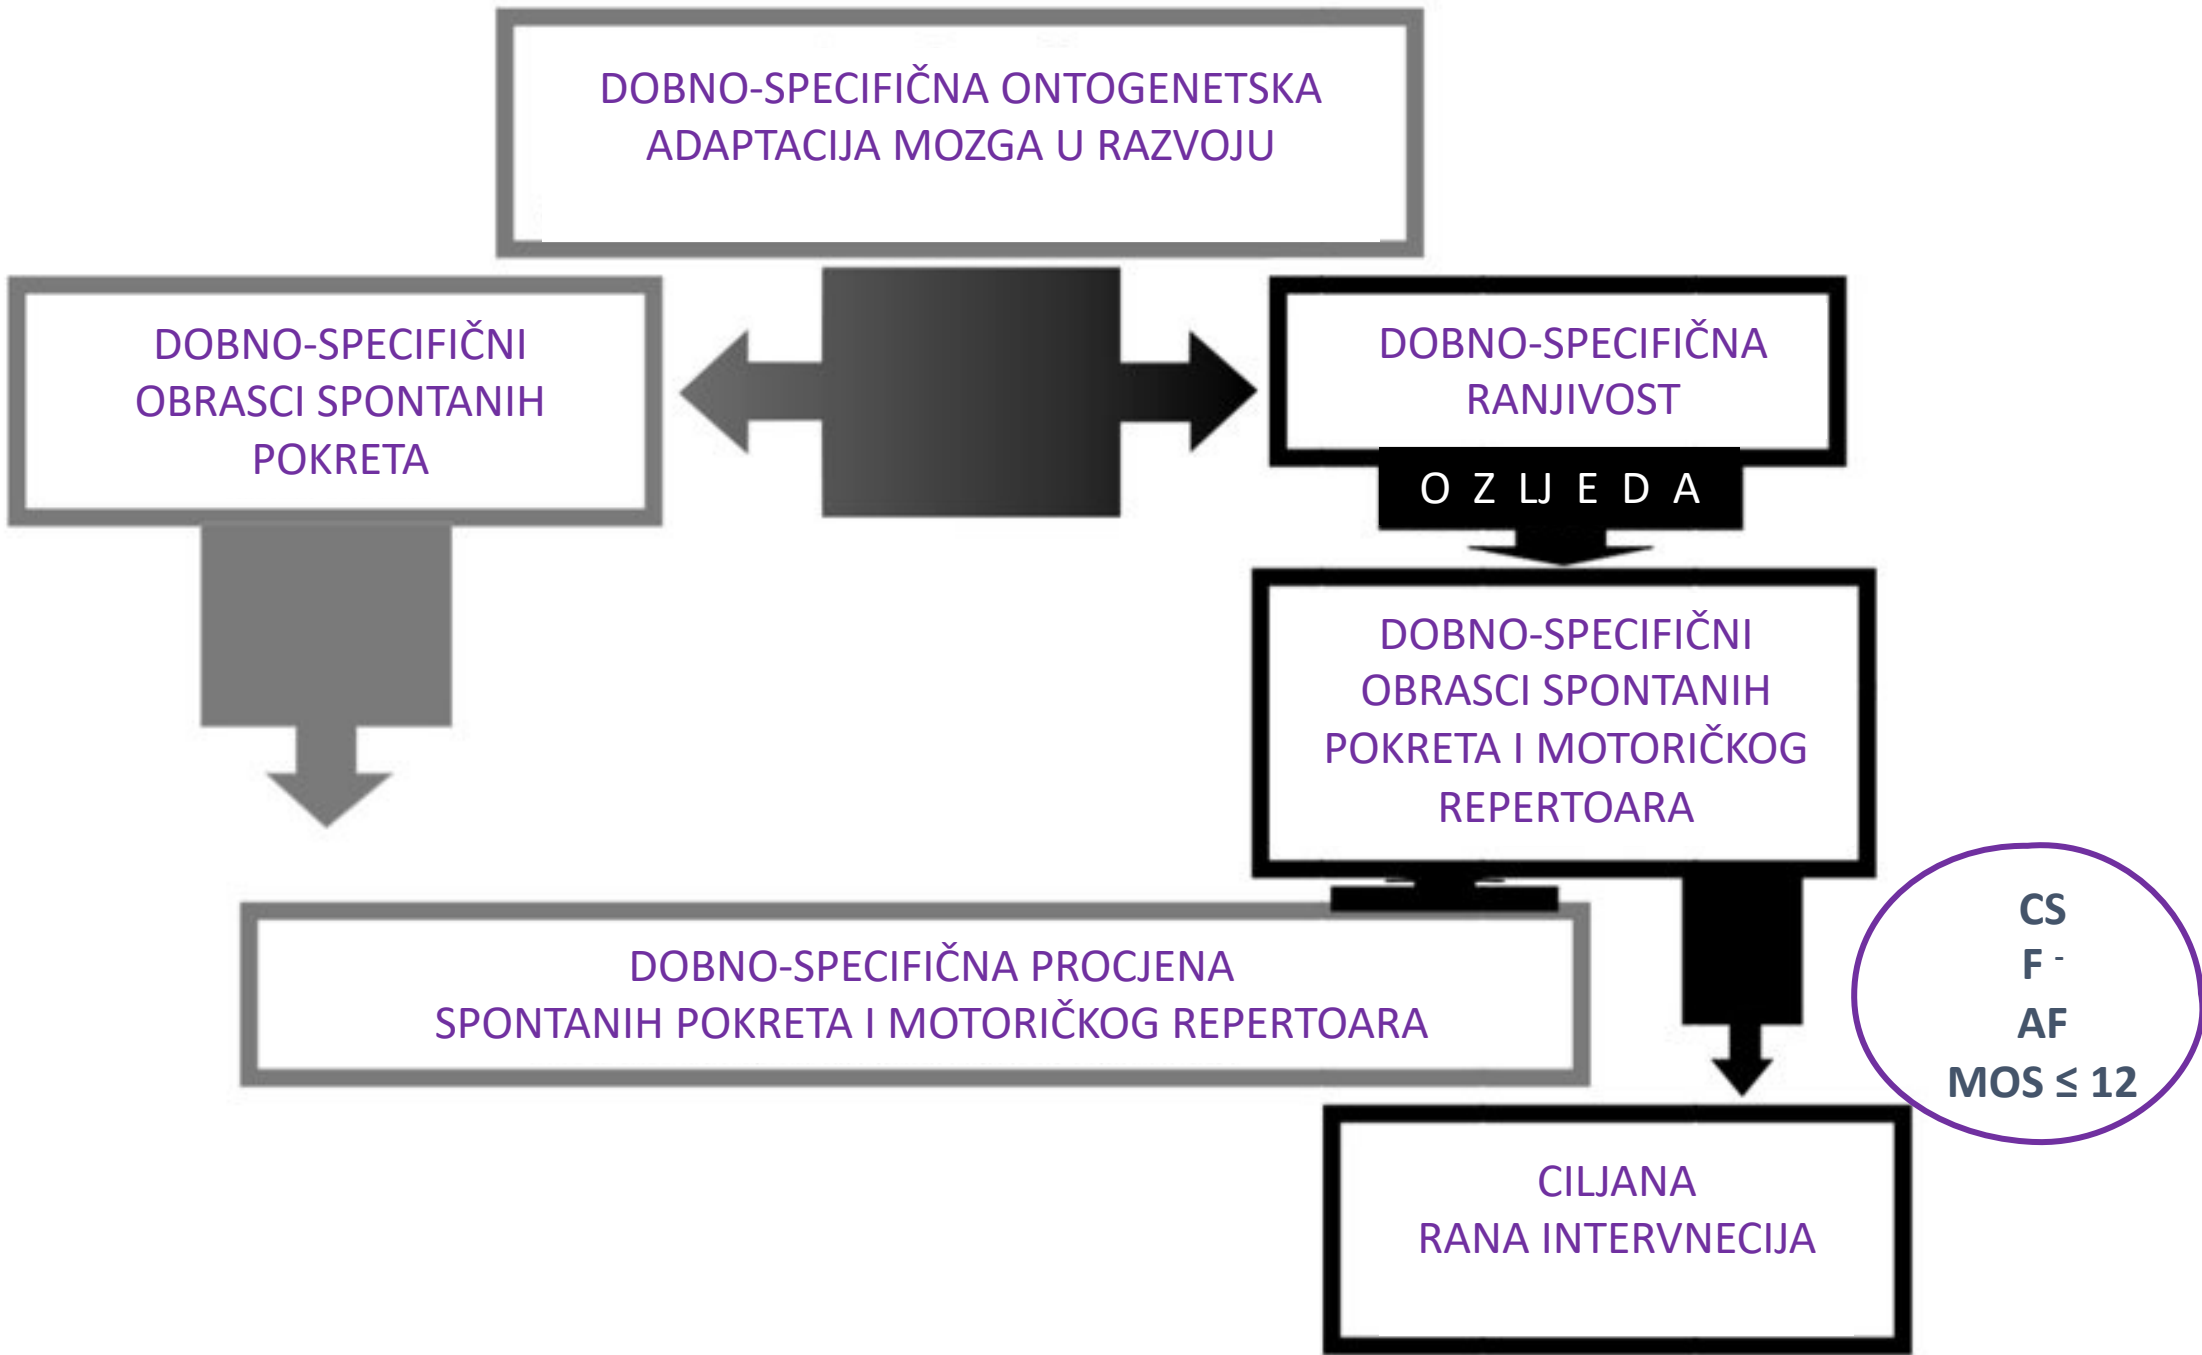 DOBNO-SPECIFIČNA ONTOGENETSKA
ADAPTACIJA MOZGA U RAZVOJU
DOBNO-SPECIFIČNI
OBRASCI SPONTANIH
POKRETA
DOBNO-SPECIFIČNA
RANJIVOST
O Z LJ E D A
DOBNO-SPECIFIČNI
OBRASCI SPONTANIH
POKRETA I MOTORIČKOG
REPERTOARA
DOBNO-SPECIFIČNA PROCJENA
SPONTANIH POKRETA I MOTORIČKOG REPERTOARA
CS
F -
AF
MOS ≤ 12
CILJANA
RANA INTERVNECIJA